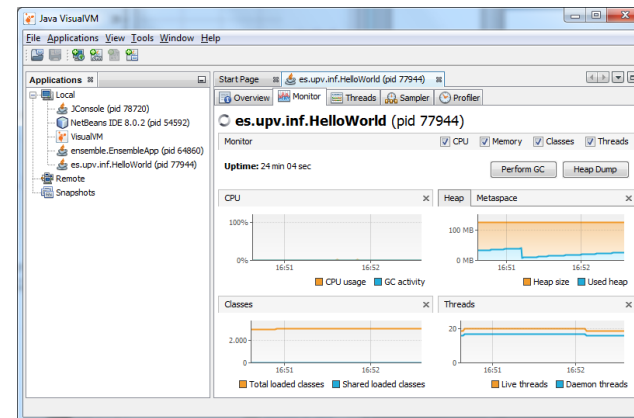 Java VisualVM
File Applications View Tools Window Help
Applications
Local
JConsole (pid 78720)
NetBeans IDE 8.0.2 (pid 54592)
VisualVM
ensemble.EnsembleApp (pid 64860)
es.upv.inf.HelloWorld (pid 77944)
Remote
Snapshots
Start Page es.upv.inf.HelloWorld (pid 77944)
Overview Monitor Threads Sampler Profiler
es.upv.inf.HelloWorld (pid 77944)
Monitor CPU Memory Classes Threads
Uptime: 24 min 04 sec Perform GC Heap Dump
CPU
100%
0%
16:51 16:52
CPU usage GC activity
Heap Metaspace
100 MB
0 MB
16:51 16:52
Heap size Used heap
Classes
2.000
0
16:51 16:52
Total loaded classes Shared loaded classes
Threads
20
0
16:51 16:52
Live threads Daemon threads